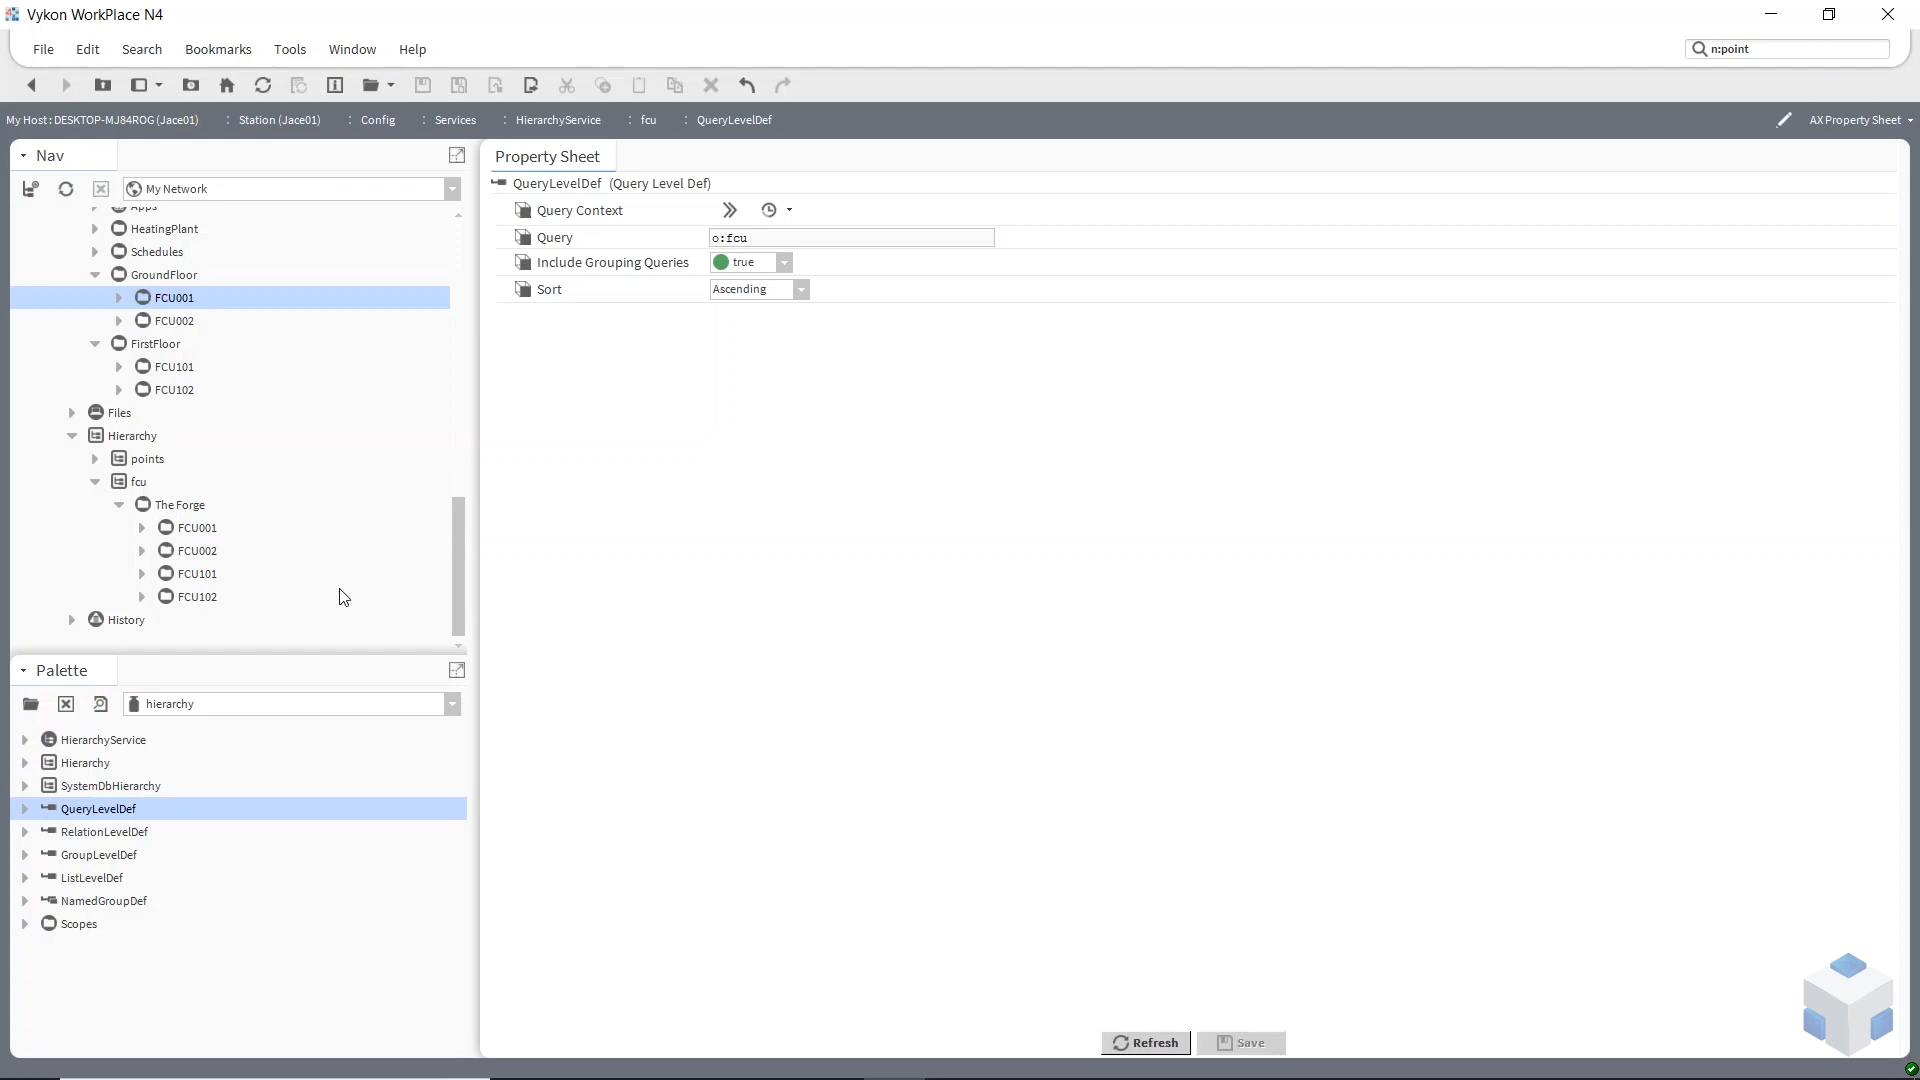 Vykon WorkPlace N4
File Edit Search Bookmarks Tools Window Help
n:point
My Host : DESKTOP-MJ84ROG (Jace01) : Station (Jace01) : Config : Services : HierarchyService : fcu : QueryLevelDef
AX Property Sheet
Nav
My Network
Apps
HeatingPlant
Schedules
GroundFloor
FCU001
FCU002
FirstFloor
FCU101
FCU102
Files
Hierarchy
points
fcu
The Forge
FCU001
FCU002
FCU101
FCU102
History
Palette
hierarchy
HierarchyService
Hierarchy
SystemDbHierarchy
QueryLevelDef
RelationLevelDef
GroupLevelDef
ListLevelDef
NamedGroupDef
Scopes
Property Sheet
QueryLevelDef (Query Level Def)
Query Context
Query o:fcu
Include Grouping Queries true
Sort Ascending
Refresh Save